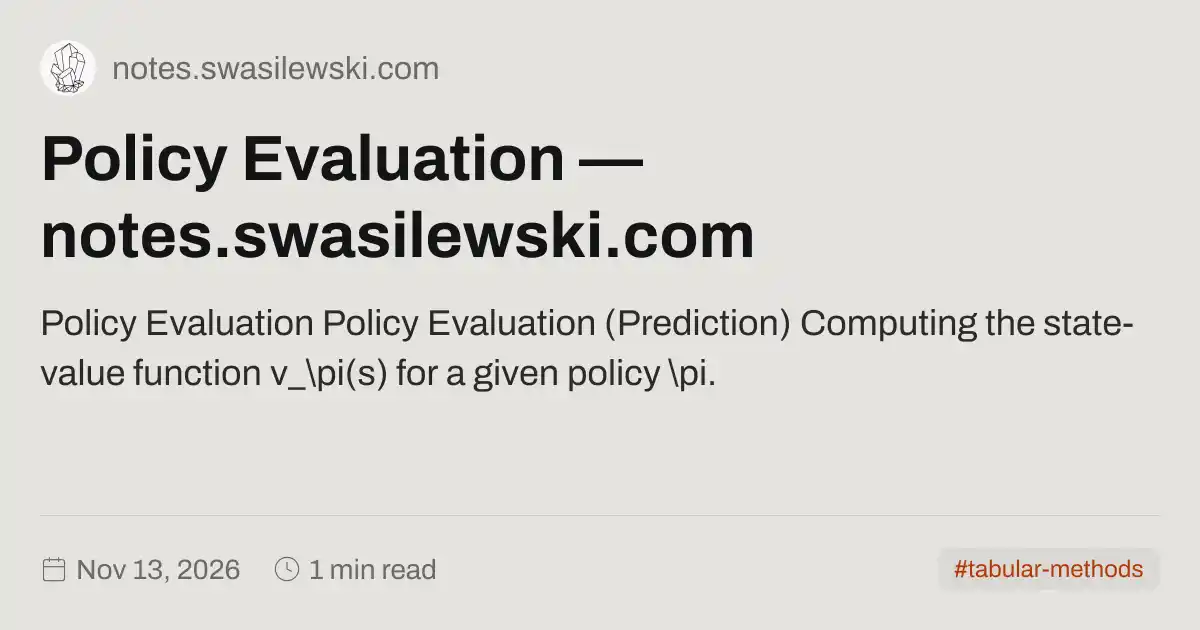 notes.swasilewski.com
Policy Evaluation —
notes.swasilewski.com
Policy Evaluation Policy Evaluation (Prediction) Computing the state-
value function v_\pi(s) for a given policy \pi.
Nov 13, 2026
1 min read
#tabular-methods